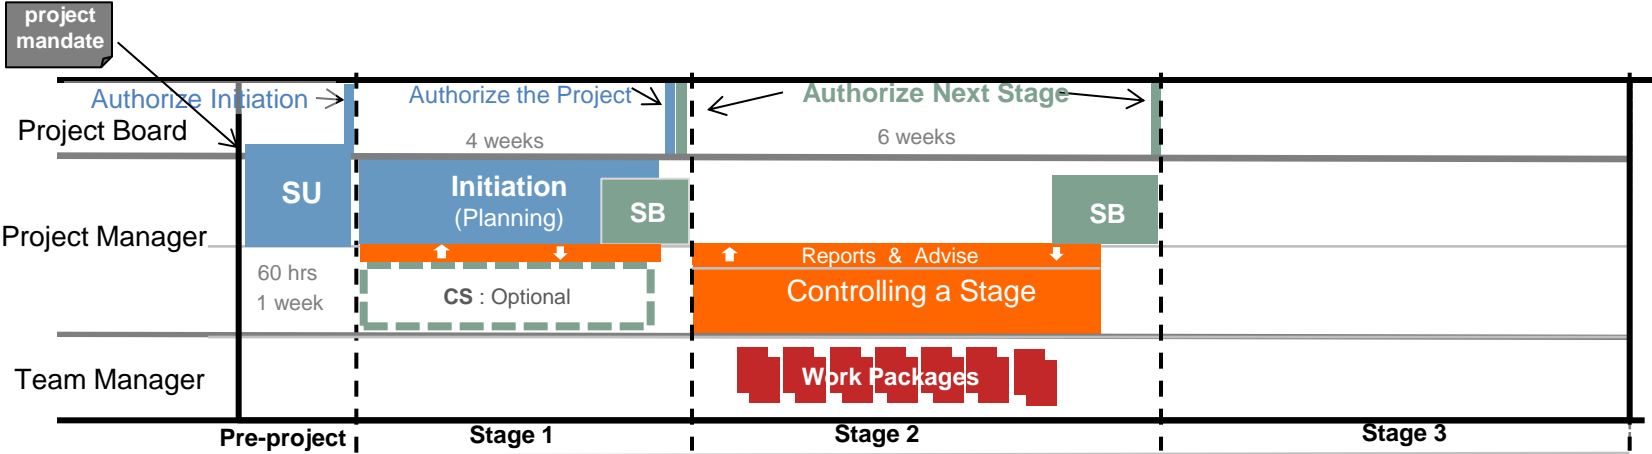 project
mandate
Authorize Initiation
Authorize the Project
Authorize Next Stage
Project Board
4 weeks
6 weeks
SU
Initiation
(Planning)
SB
SB
Project Manager
Reports & Advise
60 hrs
1 week
CS : Optional
Controlling a Stage
Team Manager
Work Packages
Pre-project
Stage 1
Stage 2
Stage 3